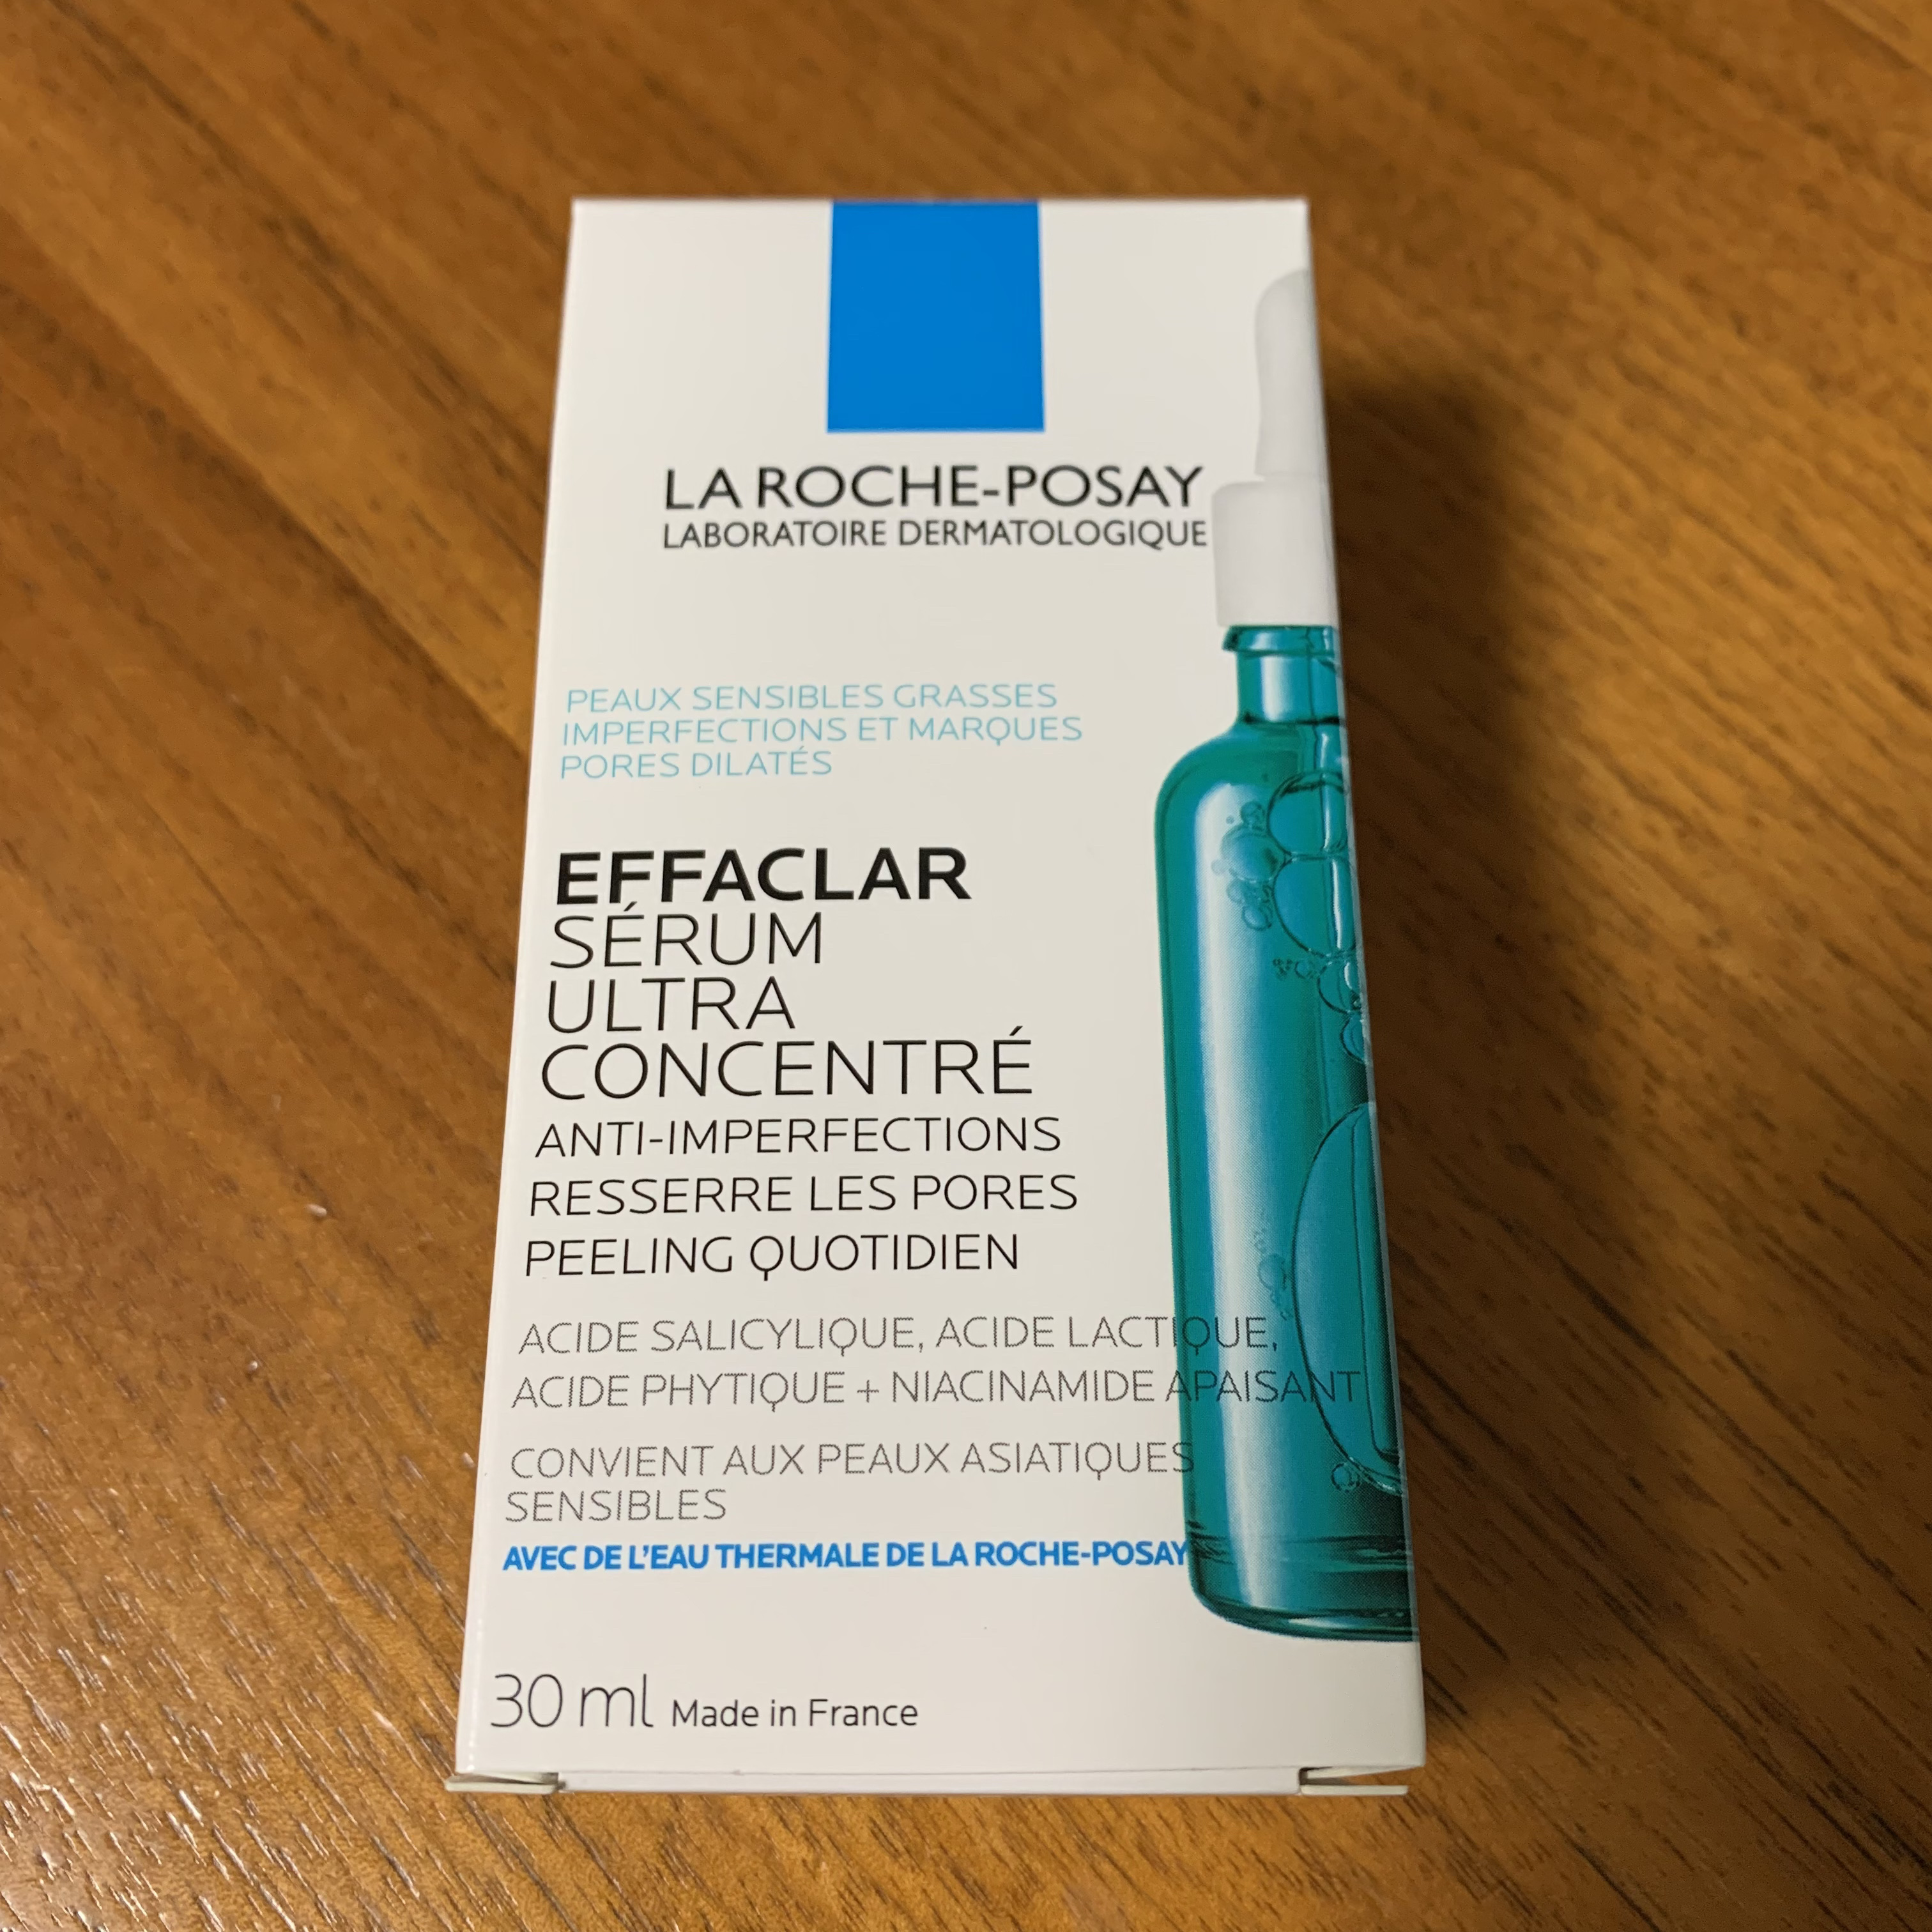 LA ROCHE-POSAY
LABORATOIRE DERMATOLOGIQUE
PEAUX SENSIBLES GRASSES
IMPERFECTIONS ET MARQUES
PORES DILATÉS
EFFACLAR
SÉRUM
ULTRA
CONCENTRÉ
ANTI-IMPERFECTIONS
RESSERRE LES PORES
PEELING QUOTIDIEN
ACIDE SALICYLIQUE, ACIDE LACTIQUE,
ACIDE PHYTIQUE + NIACINAMIDE APAISANT
CONVIENT AUX PEAUX ASIATIQUES
SENSIBLES
AVEC DE L'EAU THERMALE DE LA ROCHE-POSAY
30 ml Made in France